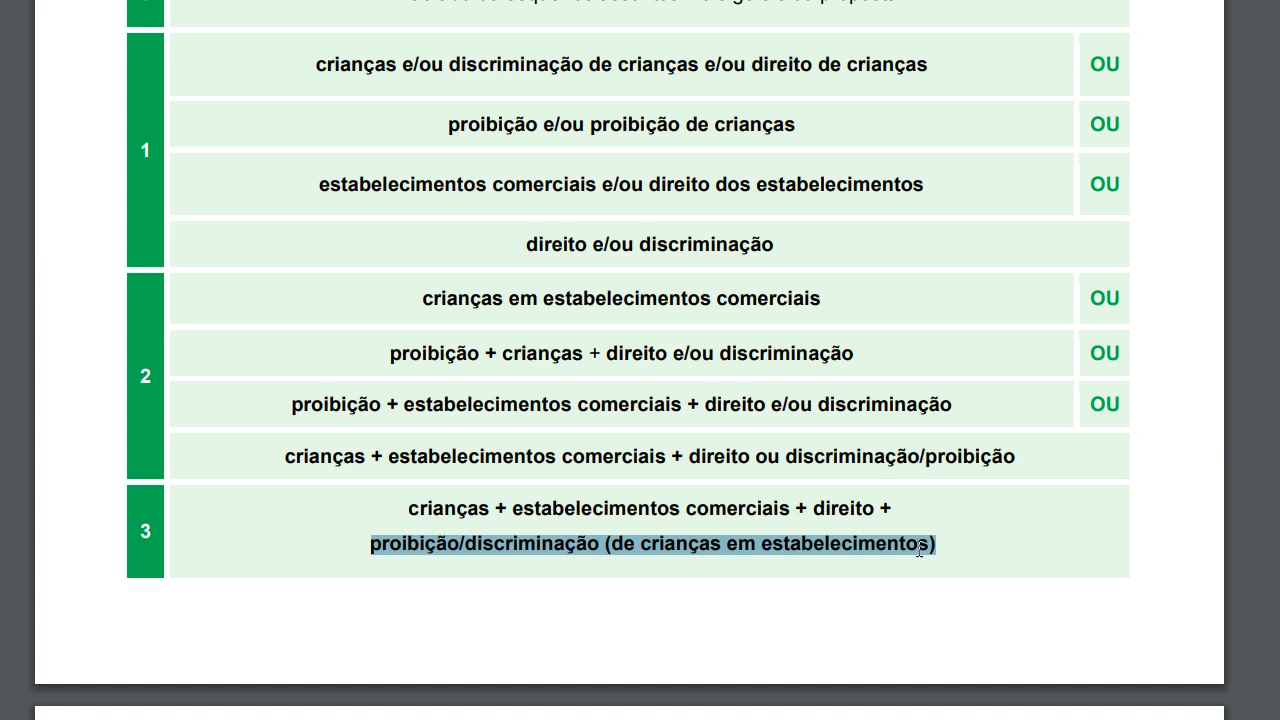 crianças e/ou discriminação de crianças e/ou direito de crianças OU
proibição e/ou proibição de crianças OU
1
estabelecimentos comerciais e/ou direito dos estabelecimentos OU
direito e/ou discriminação
crianças em estabelecimentos comerciais OU
proibição + crianças + direito e/ou discriminação OU
2
proibição + estabelecimentos comerciais + direito e/ou discriminação OU
crianças + estabelecimentos comerciais + direito ou discriminação/proibição
crianças + estabelecimentos comerciais + direito +
3
proibição/discriminação (de crianças em estabelecimentos)